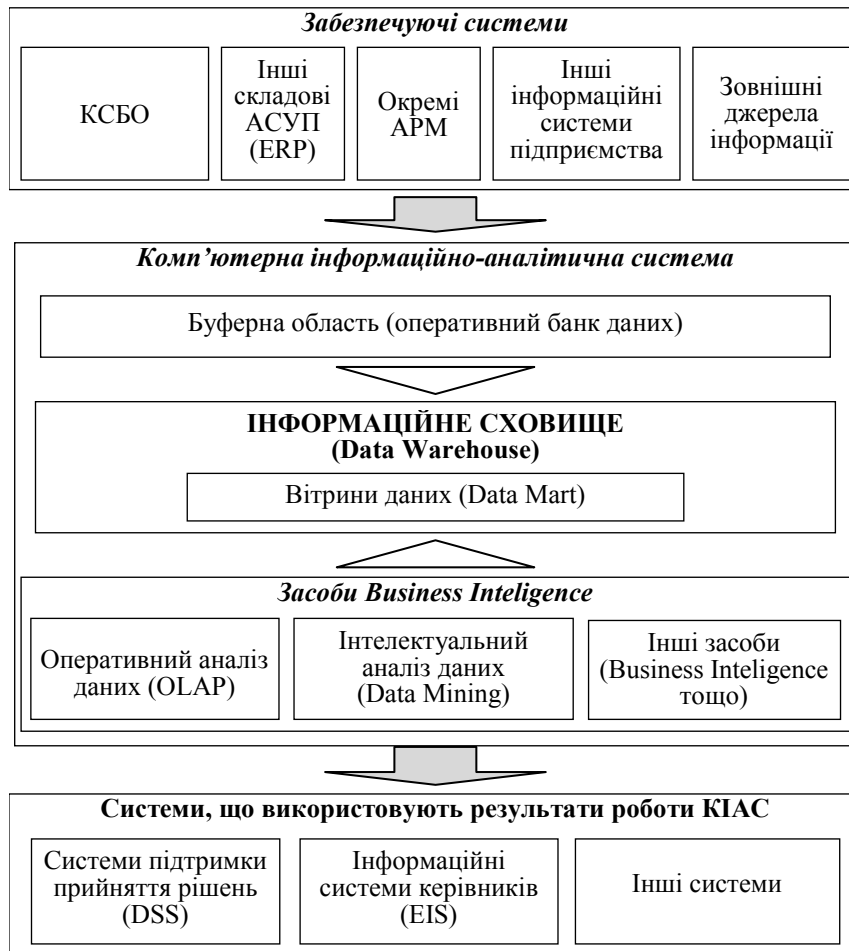 Забезпечуючі системи
КСБО
Інші
складові
АСУП
(ERP)
Окремі
АРМ
Інші
інформаційні
системи
підприємства
Зовнішні
джерела
інформації
Комп’ютерна інформаційно-аналітична система
Буферна область (оперативний банк даних)
ІНФОРМАЦІЙНЕ СХОВИЩЕ
(Data Warehouse)
Вітрини даних (Data Mart)
Засоби Business Inteligence
Оперативний аналіз
даних (OLAP)
Інтелектуальний
аналіз даних
(Data Mining)
Інші засоби
(Business Inteligence
тощо)
Системи, що використовують результати роботи КІАС
Системи підтримки
прийняття рішень
(DSS)
Інформаційні
системи керівників
(EIS)
Інші системи